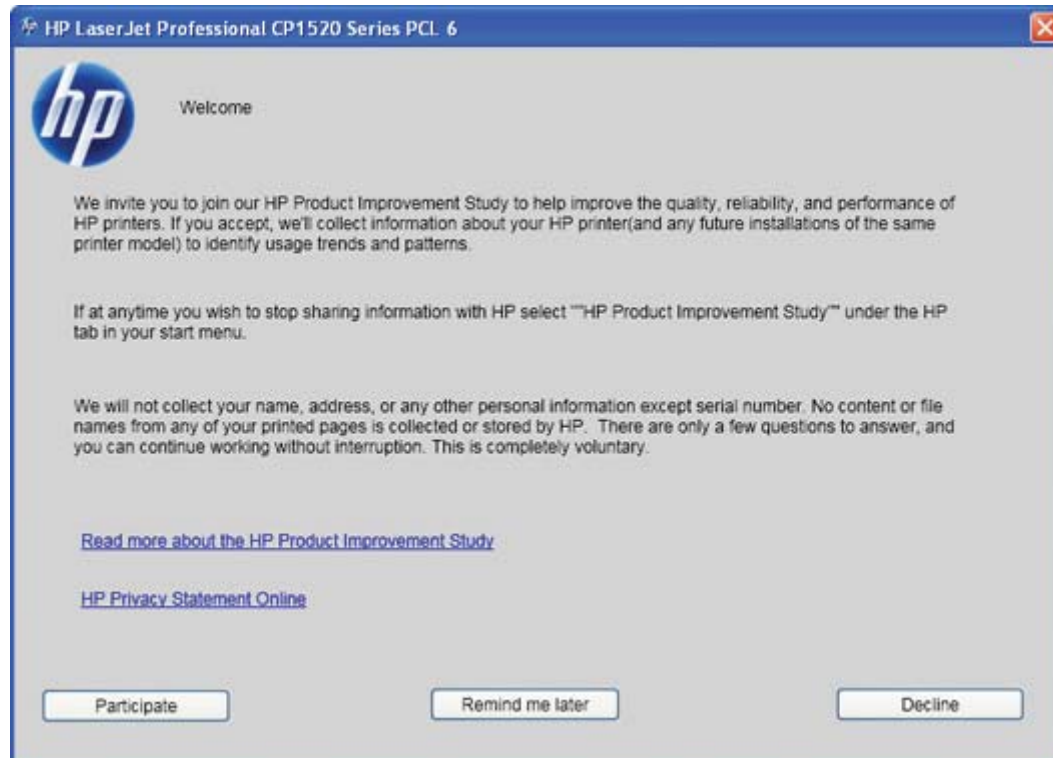 HP LaserJet Professional CP1520 Series PCL 6
hp
Welcome
We invite you to join our HP Product Improvement Study to help improve the quality, reliability, and performance of
HP printers. If you accept, we'll collect information about your HP printer(and any future installations of the same
printer model) to identify usage trends and patterns.
If at anytime you wish to stop sharing information with HP select ""HP Product Improvement Study"" under the HP
tab in your start menu.
We will not collect your name, address, or any other personal information except serial number. No content or file
names from any of your printed pages is collected or stored by HP. There are only a few questions to answer, and
you can continue working without interruption. This is completely voluntary.
Read more about the HP Product Improvement Study
HP Privacy Statement Online
Participate Remind me later Decline